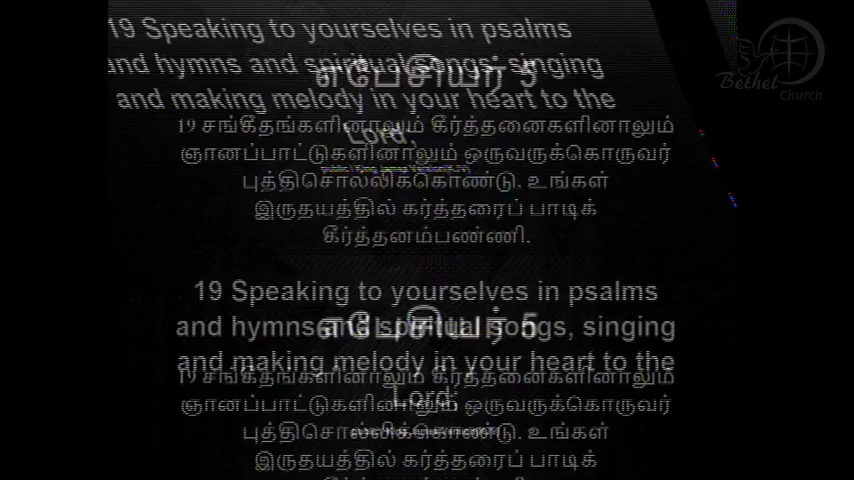 19 Speaking to yourselves in psalms
and hymns and spiritual songs, singing
and making melody in your heart to the
Lord;
எபேசியர் 5
19 சங்கீதங்களினாலும் கீர்த்தனைகளினாலும்
ஞானப்பாட்டுகளினாலும் ஒருவருக்கொருவர்
புத்திசொல்லிக்கொண்டு, உங்கள்
இருதயத்தில் கர்த்தரைப் பாடிக்
கீர்த்தனம்பண்ணி.
19 Speaking to yourselves in psalms
and hymns and spiritual songs, singing
and making melody in your heart to the
Lord;
எபேசியர் 5
19 சங்கீதங்களினாலும் கீர்த்தனைகளினாலும்
ஞானப்பாட்டுகளினாலும் ஒருவருக்கொருவர்
புத்திசொல்லிக்கொண்டு, உங்கள்
இருதயத்தில் கர்த்தரைப் பாடிக்
Bethel
Church